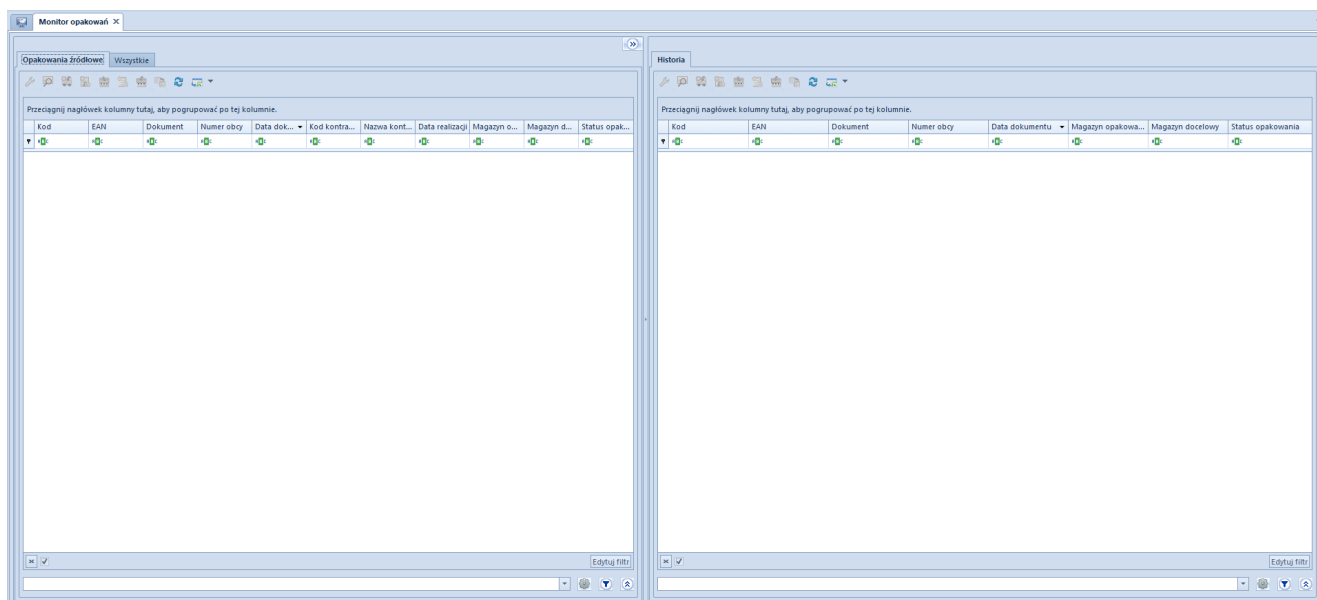 Monitor opakowań
Opakowania źródłowe Wszystkie
Przeciągnij nagłówek kolumny tutaj, aby pogrupować po tej kolumnie.
Kod EAN Dokument Numer obcy Data dok... Kod kontra... Nazwa kont... Data realizacji Magazyn o... Magazyn d... Status opak...
Edytuj filtr
Historia
Przeciągnij nagłówek kolumny tutaj, aby pogrupować po tej kolumnie.
Kod EAN Dokument Numer obcy Data dokumentu Magazyn opakowa... Magazyn docelowy Status opakowania
Edytuj filtr